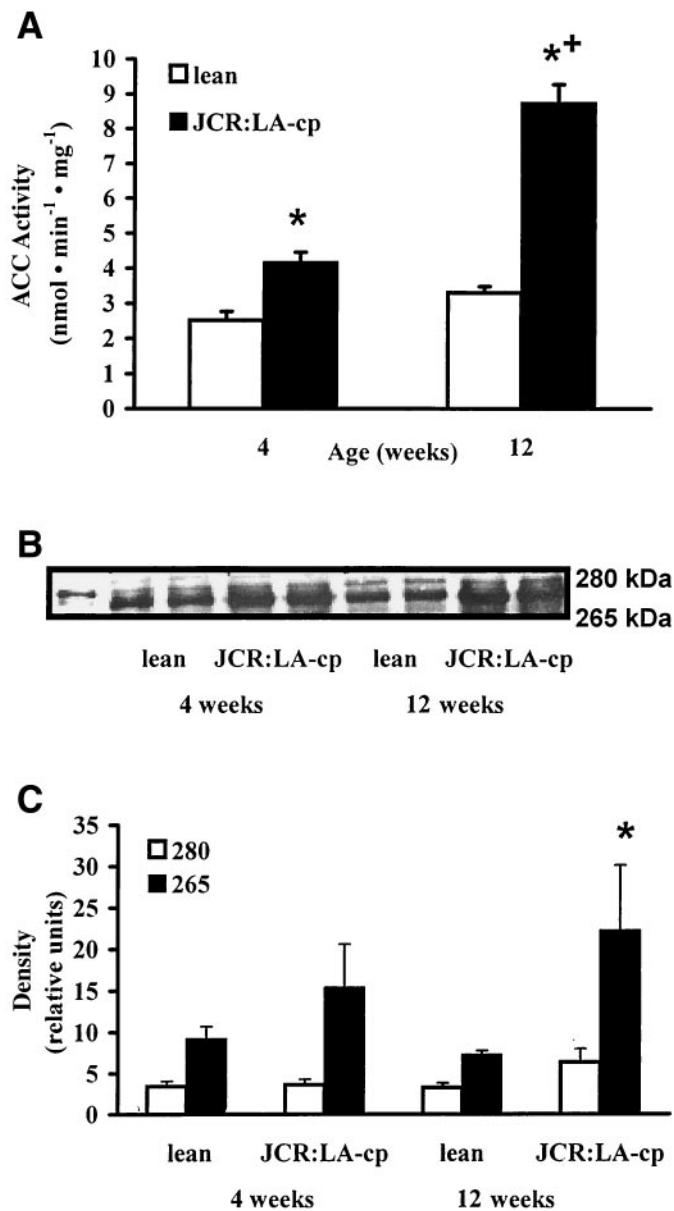 A
10
9
8
7
6
5
4
3
2
1
0
ACC Activity
(nmol • min⁻¹ • mg⁻¹)
lean
JCR:LA-cp
*
*+
4 Age (weeks) 12
B
280 kDa
265 kDa
lean JCR:LA-cp lean JCR:LA-cp
4 weeks 12 weeks
C
35
30
25
20
15
10
5
0
Density
(relative units)
280
265
*
lean JCR:LA-cp lean JCR:LA-cp
4 weeks 12 weeks